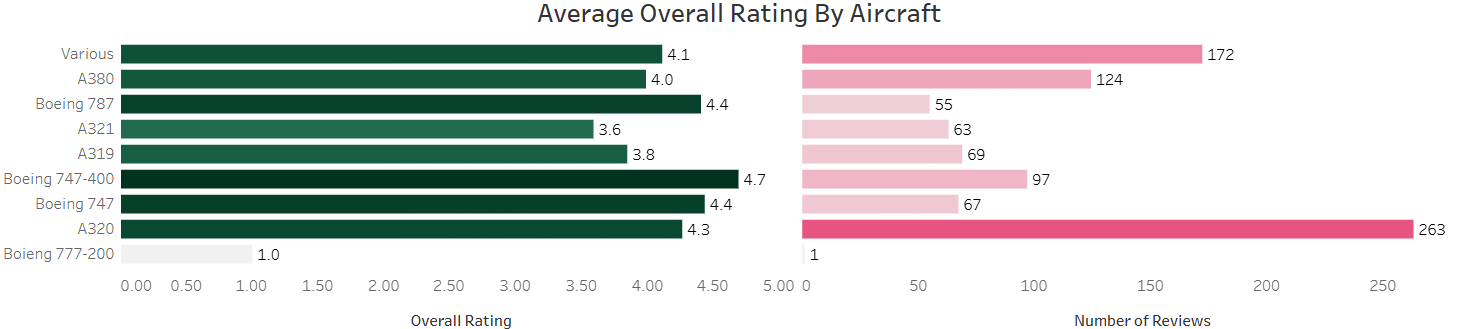 Average Overall Rating By Aircraft
Various 4.1 172
A380 4.0 124
Boeing 787 4.4 55
A321 3.6 63
A319 3.8 69
Boeing 747-400 4.7 97
Boeing 747 4.4 67
A320 4.3 263
Boieng 777-200 1.0 1
0.00 0.50 1.00 1.50 2.00 2.50 3.00 3.50 4.00 4.50 5.00 0 50 100 150 200 250
Overall Rating Number of Reviews